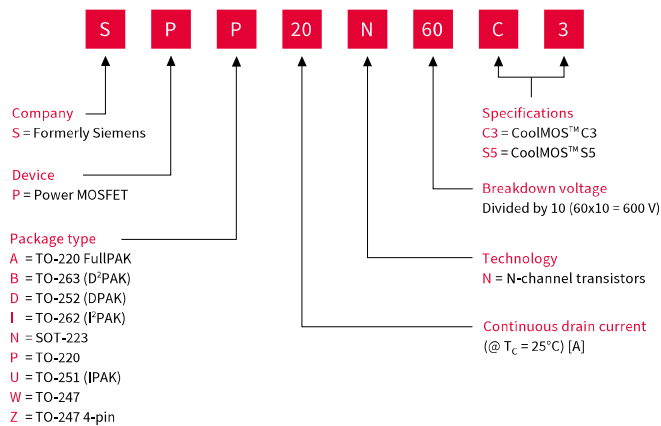 S P P 20 N 60 C 3
Company
S = Formerly Siemens
Device
P = Power MOSFET
Package type
A = TO-220 FullPAK
B = TO-263 (D²PAK)
D = TO-252 (DPAK)
I = TO-262 (I²PAK)
N = SOT-223
P = TO-220
U = TO-251 (IPAK)
W = TO-247
Z = TO-247 4-pin
Specifications
C3 = CoolMOS™ C3
S5 = CoolMOS™ S5
Breakdown voltage
Divided by 10 (60x10 = 600 V)
Technology
N = N-channel transistors
Continuous drain current
(@ T_C = 25°C) [A]